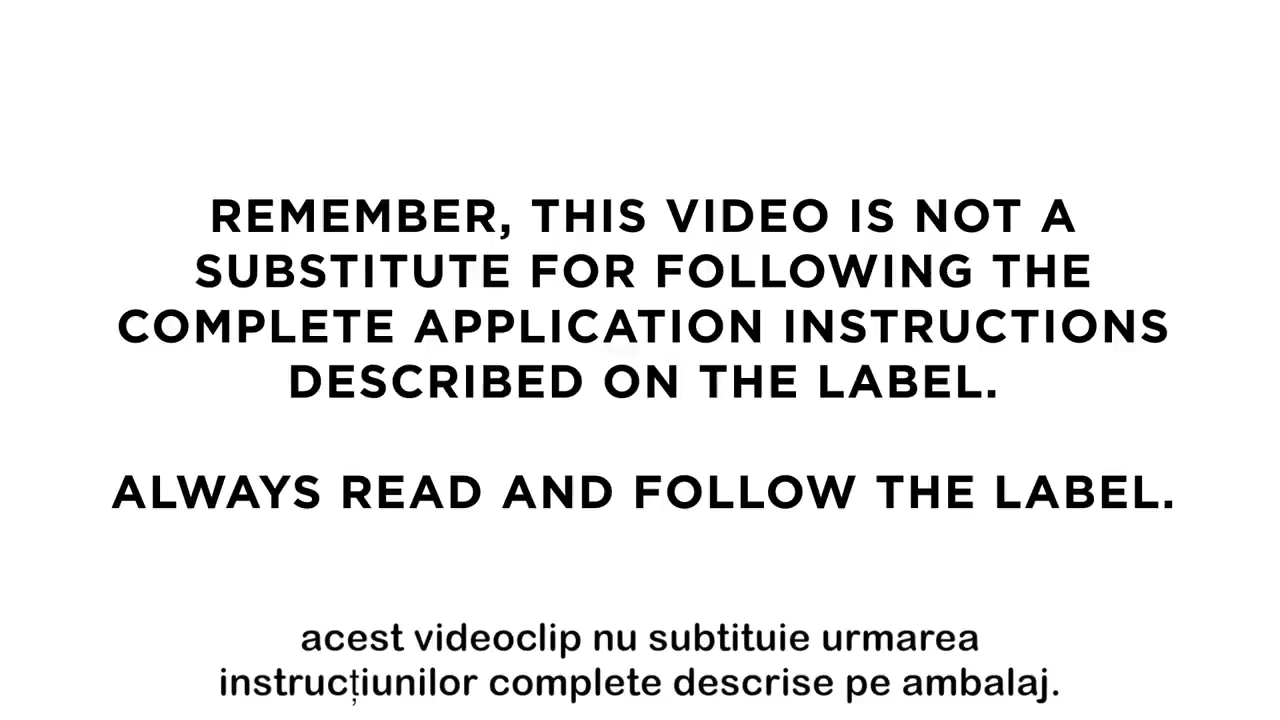 REMEMBER, THIS VIDEO IS NOT A
SUBSTITUTE FOR FOLLOWING THE
COMPLETE APPLICATION INSTRUCTIONS
DESCRIBED ON THE LABEL.
ALWAYS READ AND FOLLOW THE LABEL.
acest videoclip nu subtituie urmarea
instrucțiunilor complete descrise pe ambalaj.